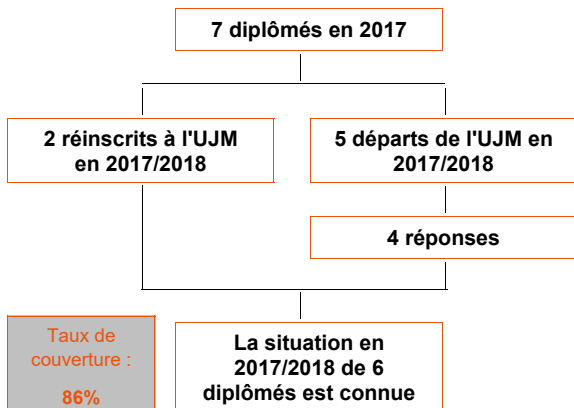 7 diplômés en 2017
2 réinscrits à l'UJM
en 2017/2018
5 départs de l'UJM en
2017/2018
4 réponses
Taux de
couverture :
86%
La situation en
2017/2018 de 6
diplômés est connue